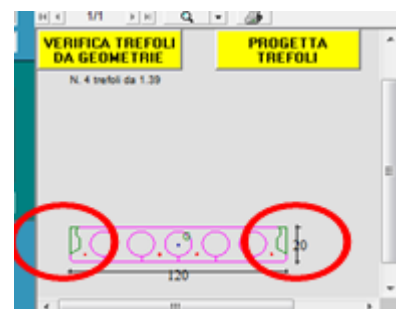 1/1
VERIFICA TREFOLI
DA GEOMETRIE
PROGETTA
TREFOLI
N. 4 trefoli da 1.39
G
20
120